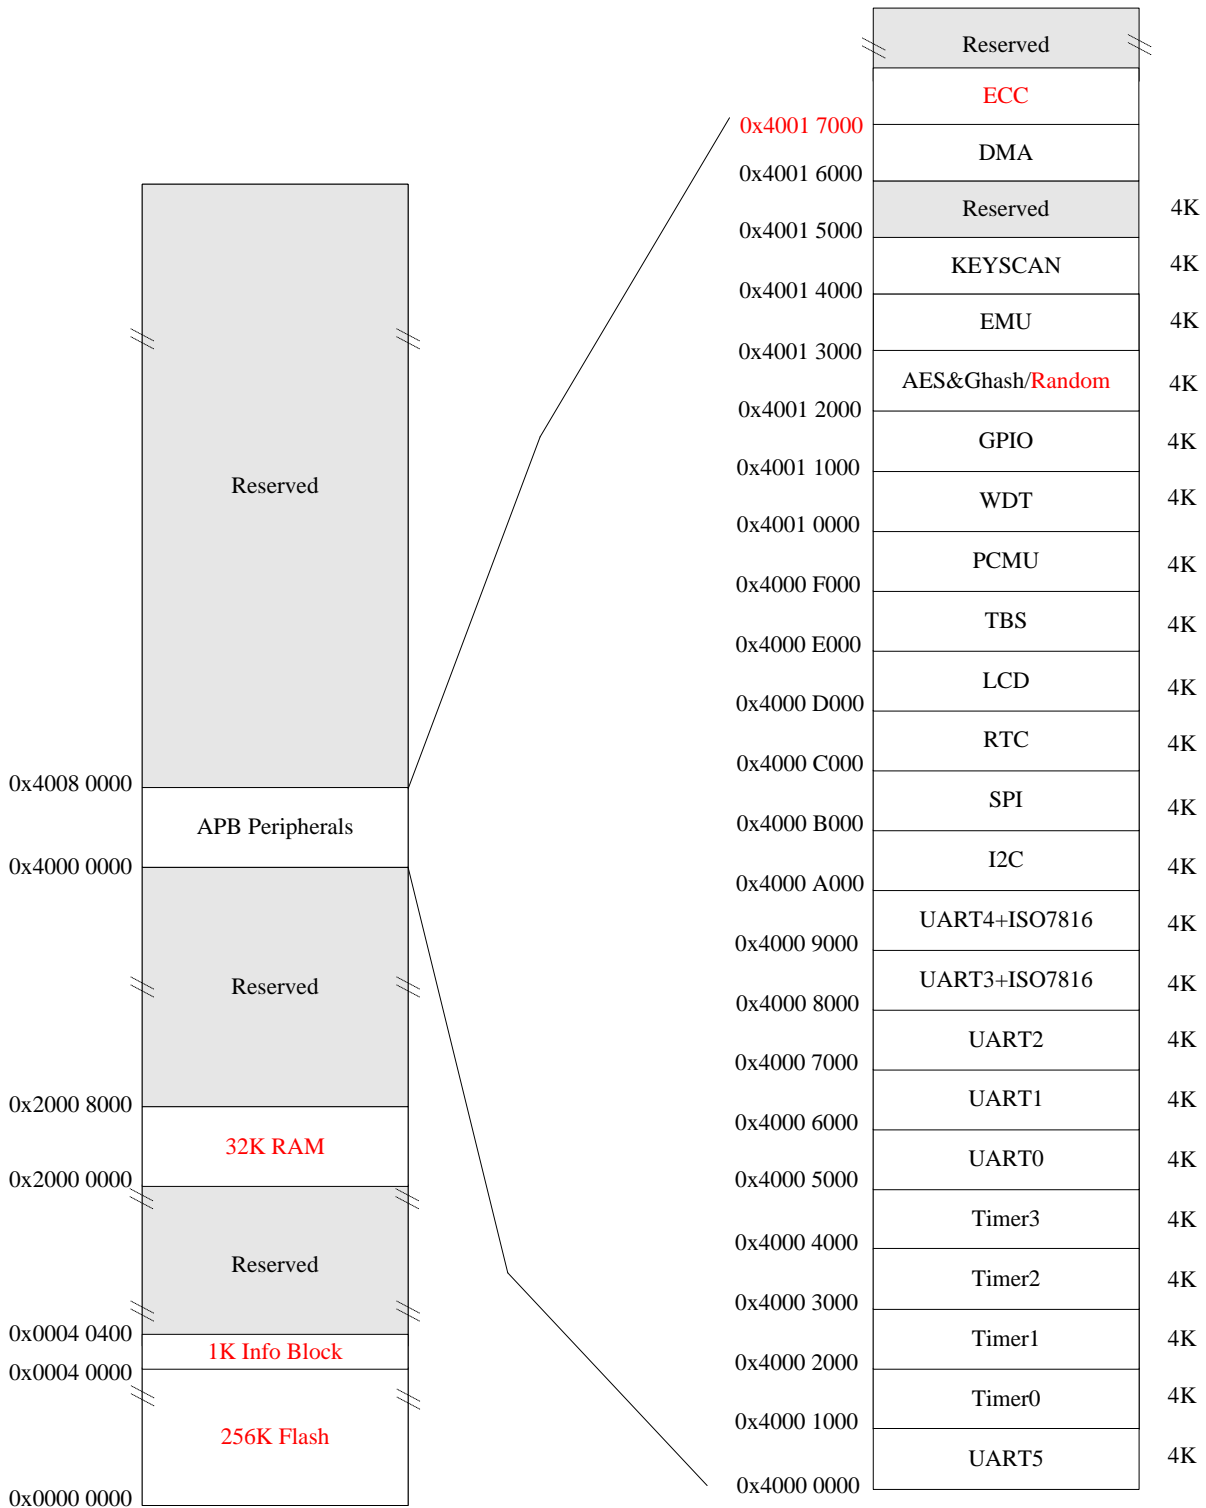 Reserved
0x4008 0000
APB Peripherals
0x4000 0000
Reserved
0x2000 8000
32K RAM
0x2000 0000
Reserved
0x0004 0400
1K Info Block
0x0004 0000
256K Flash
0x0000 0000
Reserved
ECC
0x4001 7000
DMA
0x4001 6000
Reserved 4K
0x4001 5000
KEYSCAN 4K
0x4001 4000
EMU 4K
0x4001 3000
AES&Ghash/Random 4K
0x4001 2000
GPIO 4K
0x4001 1000
WDT 4K
0x4001 0000
PCMU 4K
0x4000 F000
TBS 4K
0x4000 E000
LCD 4K
0x4000 D000
RTC 4K
0x4000 C000
SPI 4K
0x4000 B000
I2C 4K
0x4000 A000
UART4+ISO7816 4K
0x4000 9000
UART3+ISO7816 4K
0x4000 8000
UART2 4K
0x4000 7000
UART1 4K
0x4000 6000
UART0 4K
0x4000 5000
Timer3 4K
0x4000 4000
Timer2 4K
0x4000 3000
Timer1 4K
0x4000 2000
Timer0 4K
0x4000 1000
UART5 4K
0x4000 0000